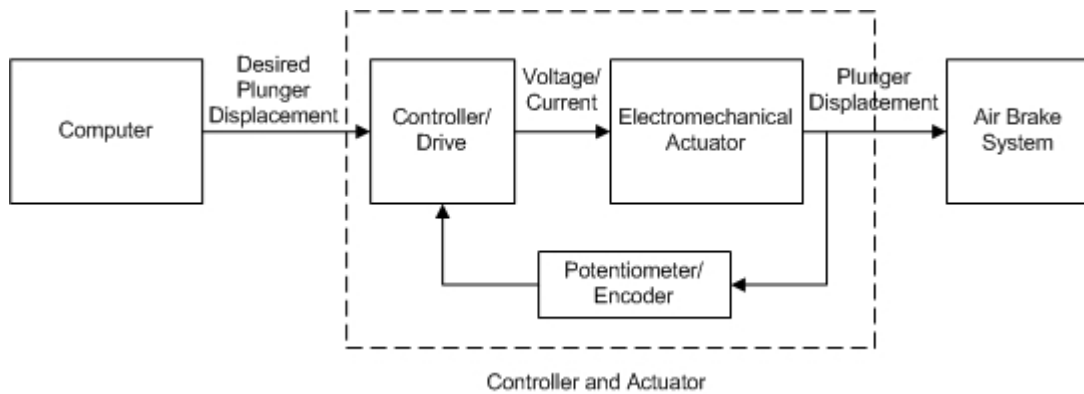 Computer
Desired
Plunger
Displacement
Controller/
Drive
Voltage/
Current
Electromechanical
Actuator
Plunger
Displacement
Air Brake
System
Potentiometer/
Encoder
Controller and Actuator